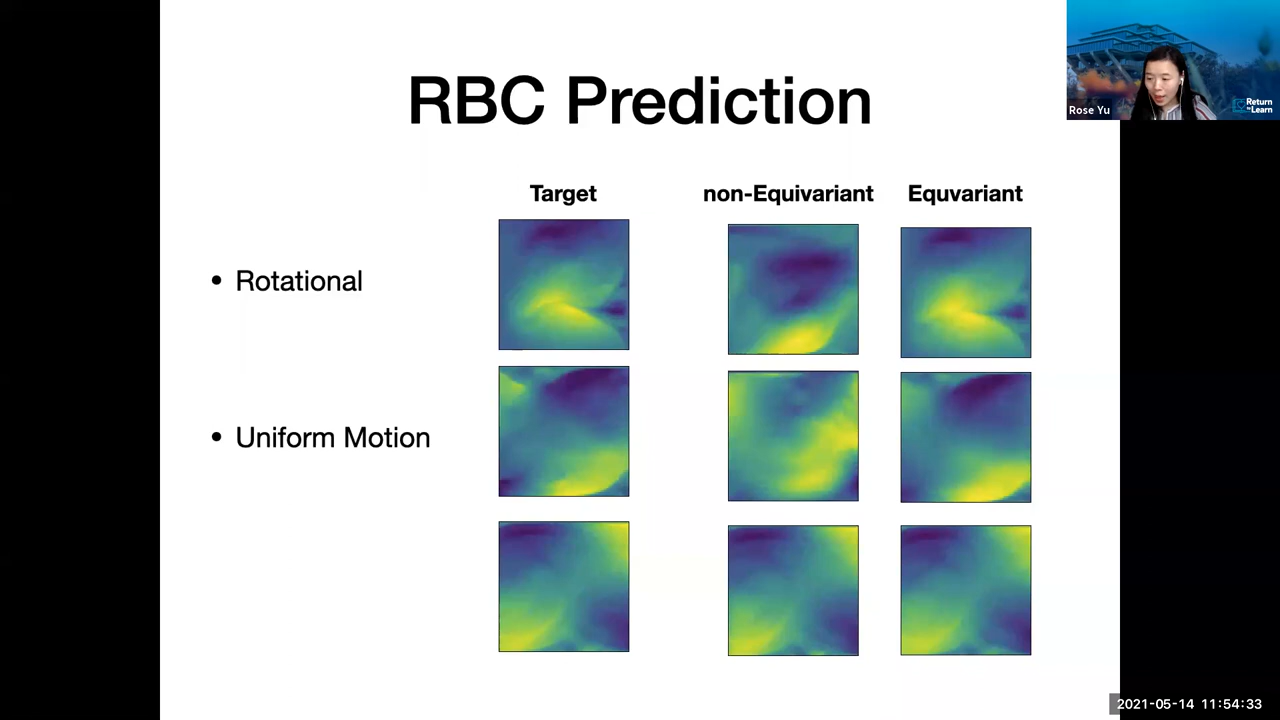 RBC Prediction
Rose Yu
Return
to Learn
Target
non-Equivariant
Equvariant
• Rotational
• Uniform Motion
2021-05-14 11:54:33